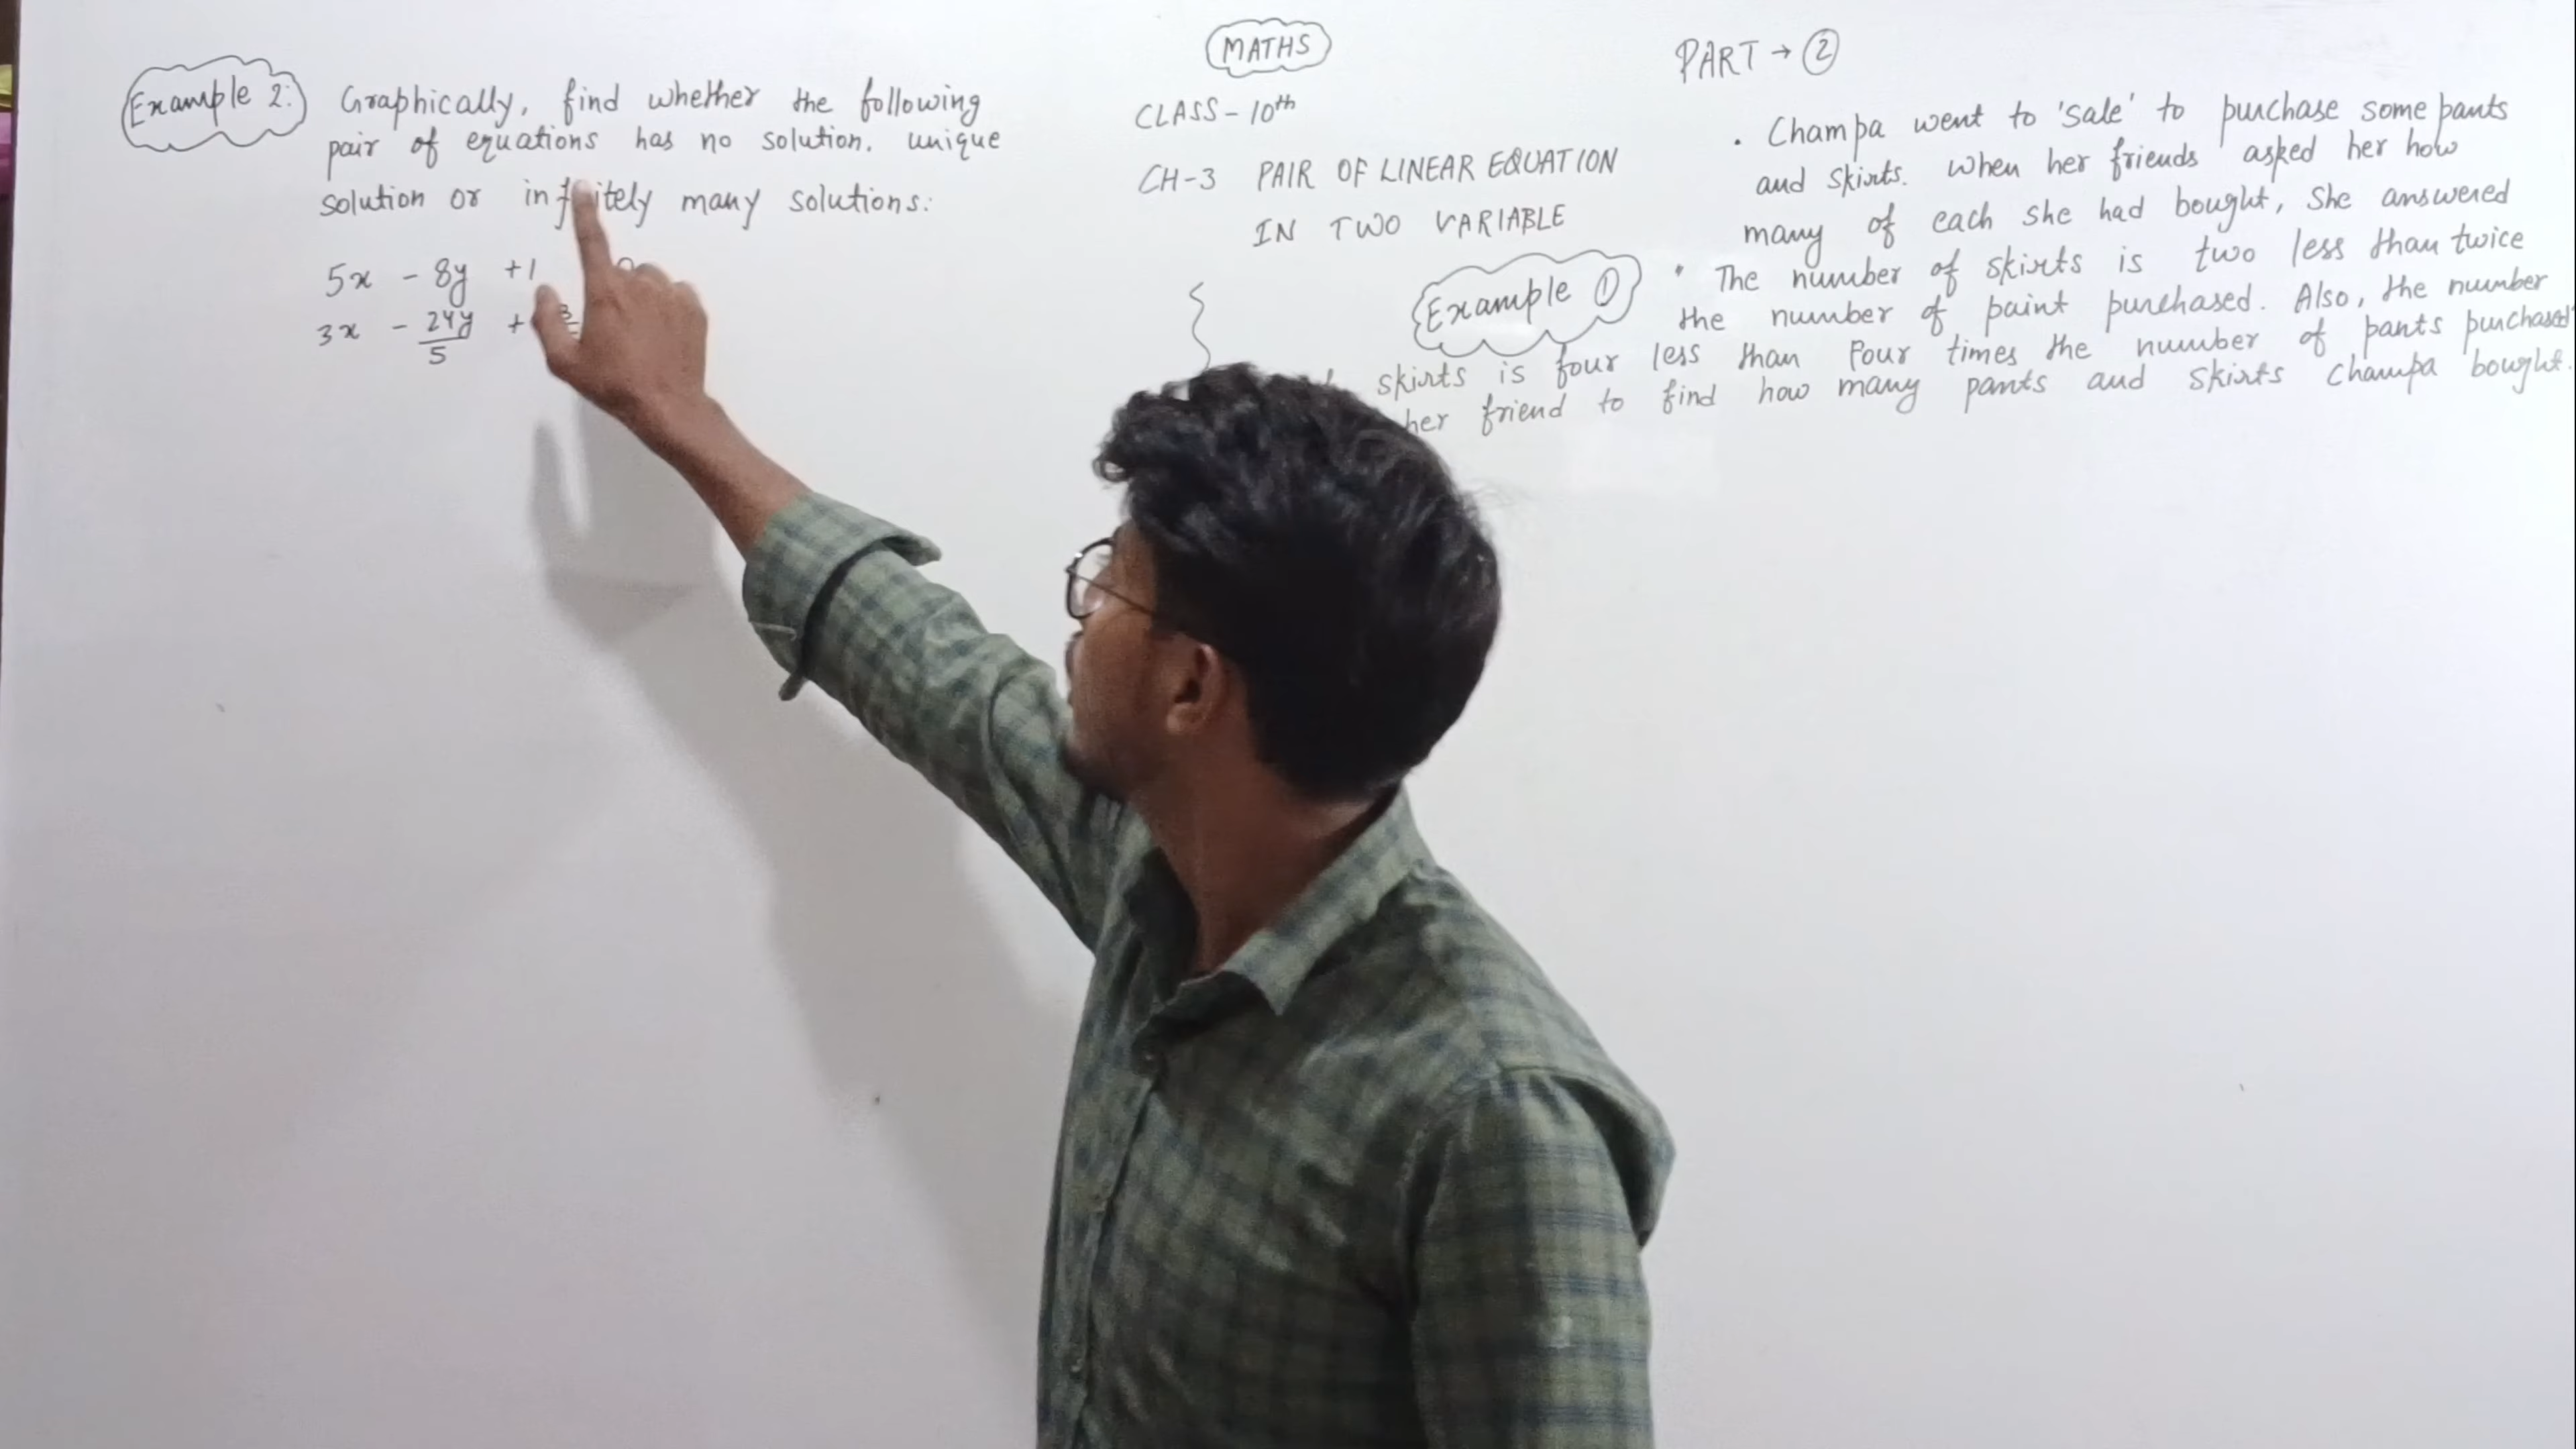 MATHS
CLASS - 10th
CH-3 PAIR OF LINEAR EQUATION
IN TWO VARIABLE
Example 2:
Graphically, find whether the following
pair of equations has no solution. unique
solution or infinitely many solutions:
5x - 8y +1
3x - 24y/5 + 3
PART → 2
Example 1
. Champa went to 'sale' to purchase some pants
and skirts. when her friends asked her how
many of each she had bought, She answered
" The number of skirts is two less than twice
the number of paint purchased. Also, the number
skirts is four less than Four times the number of pants purchased"
her friend to find how many pants and skirts champa bought.